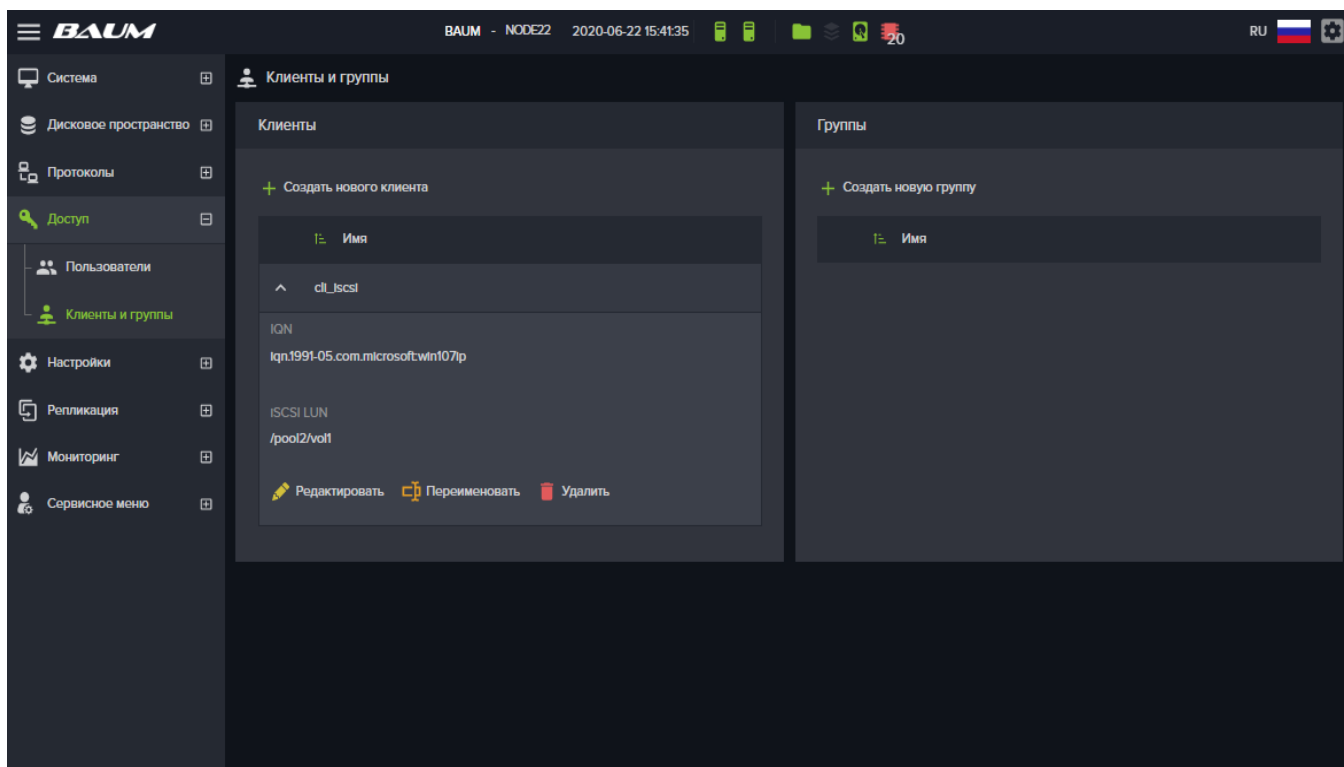 BAUM BAUM - NODE22 2020-06-22 15:41:35 20 RU
Система
Дисковое пространство
Протоколы
Доступ
Пользователи
Клиенты и группы
Настройки
Репликация
Мониторинг
Сервисное меню
Клиенты и группы
Клиенты
Создать нового клиента
Имя
cli_iscsi
IQN
iqn.1991-05.com.microsoft:win107ip
ISCSI LUN
/pool2/vol1
Редактировать Переименовать Удалить
Группы
Создать новую группу
Имя